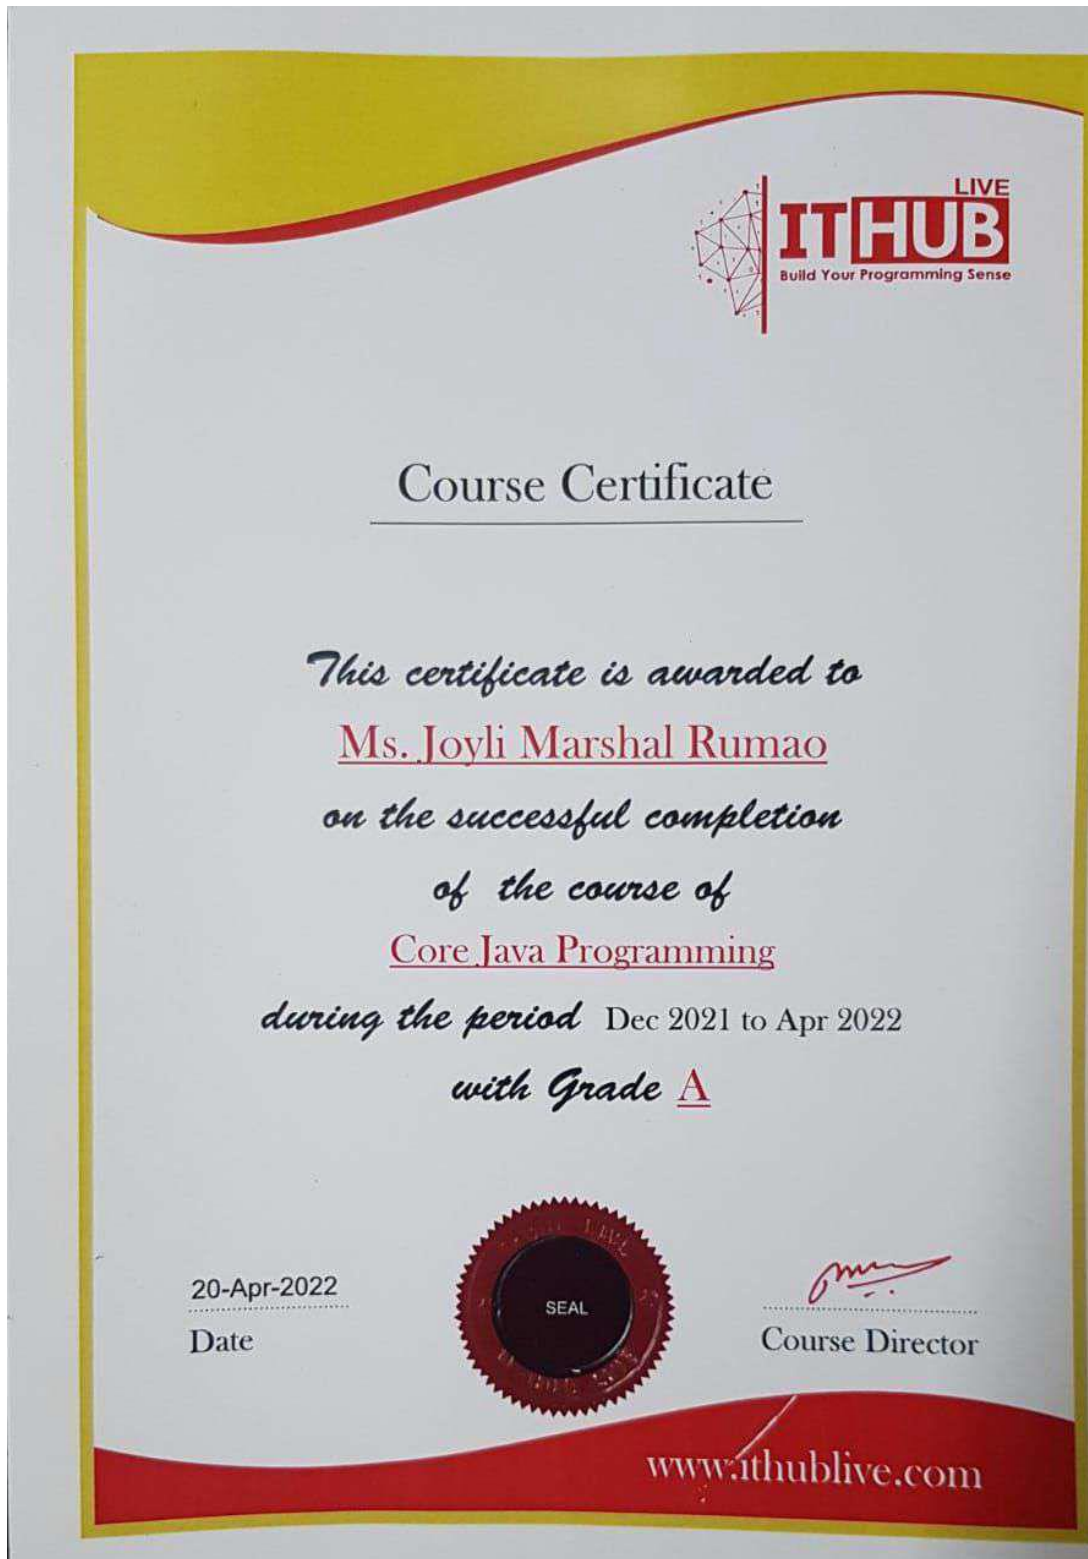 LIVE
ITHUB
Build Your Programming Sense
Course Certificate
This certificate is awarded to
Ms. Joyli Marshal Rumao
on the successful completion
of the course of
Core Java Programming
during the period Dec 2021 to Apr 2022
with Grade A
20-Apr-2022
Date
SEAL
Course Director
www.ithublive.com